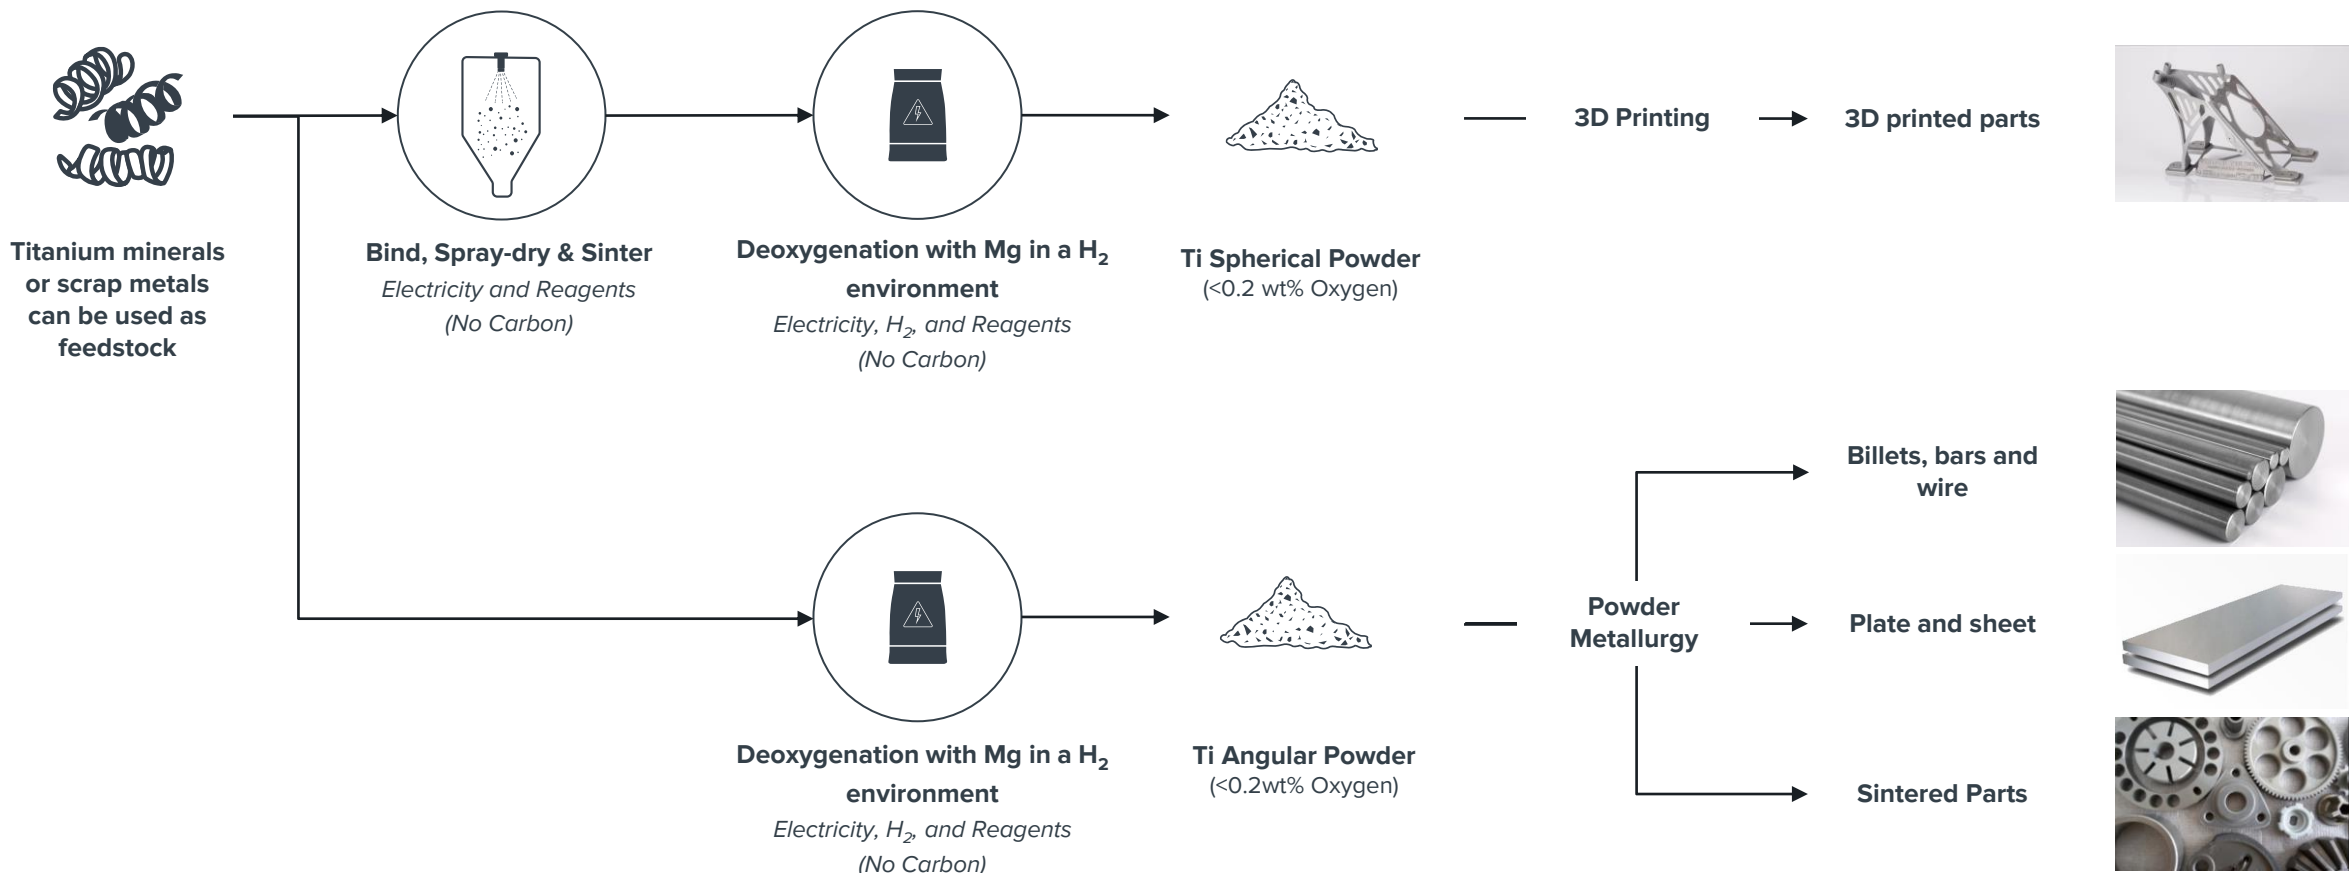 Titanium minerals
or scrap metals
can be used as
feedstock
Bind, Spray-dry & Sinter
Electricity and Reagents
(No Carbon)
Deoxygenation with Mg in a H₂
environment
Electricity, H₂, and Reagents
(No Carbon)
Ti Spherical Powder
(<0.2 wt% Oxygen)
3D Printing
3D printed parts
Deoxygenation with Mg in a H₂
environment
Electricity, H₂, and Reagents
(No Carbon)
Ti Angular Powder
(<0.2wt% Oxygen)
Powder
Metallurgy
Billets, bars and
wire
Plate and sheet
Sintered Parts